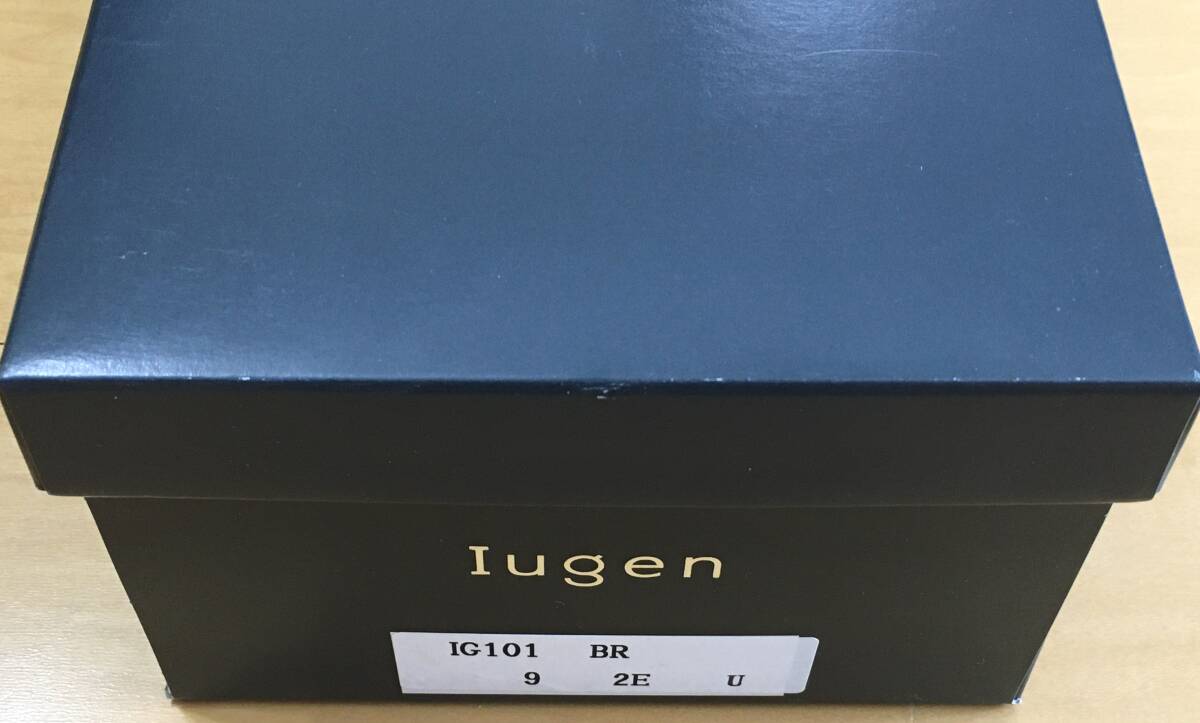 Iugen
IG101 BR
9 2E U